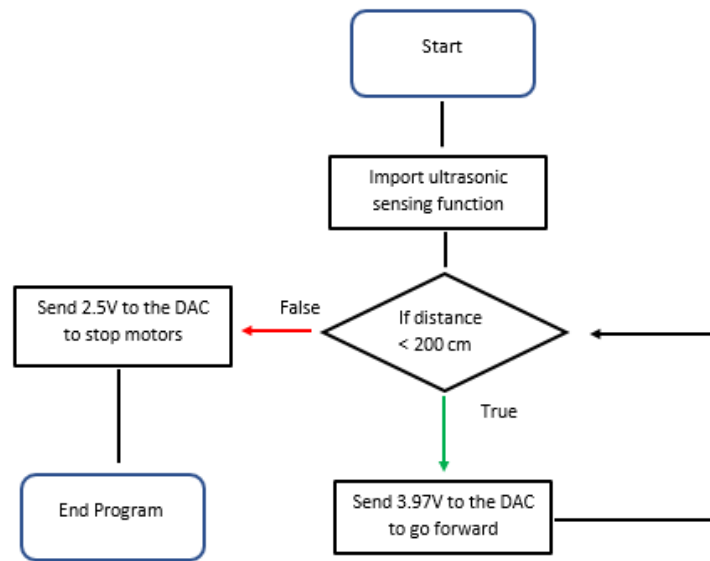 Start
Import ultrasonic
sensing function
If distance
< 200 cm
False
Send 2.5V to the DAC
to stop motors
True
End Program
Send 3.97V to the DAC
to go forward